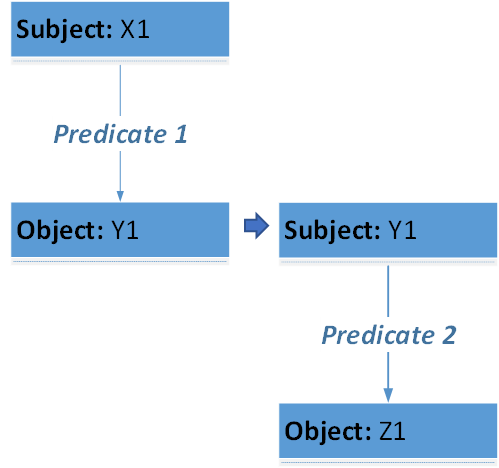 Subject: X1
Predicate 1
Object: Y1
Subject: Y1
Predicate 2
Object: Z1